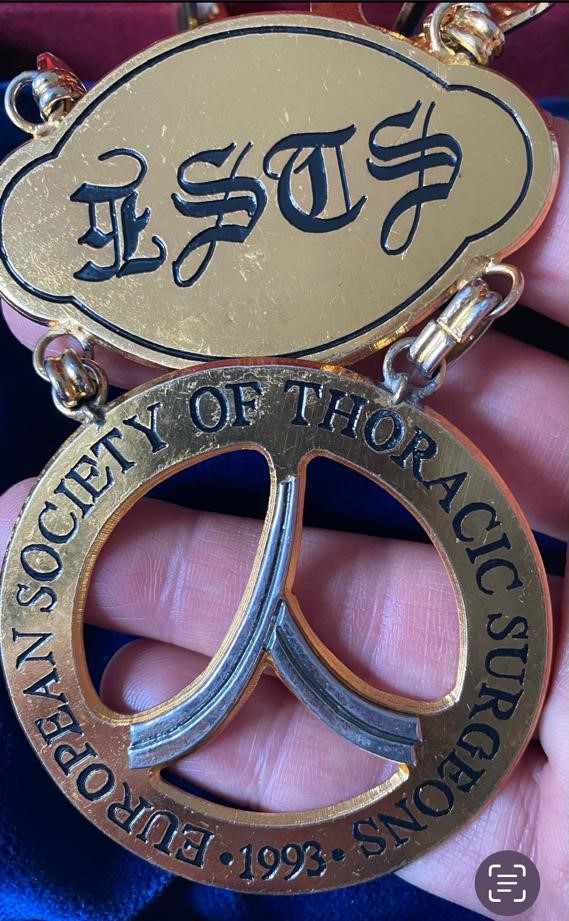 ESTS
EUROPEAN SOCIETY OF THORACIC SURGEONS
·1993·